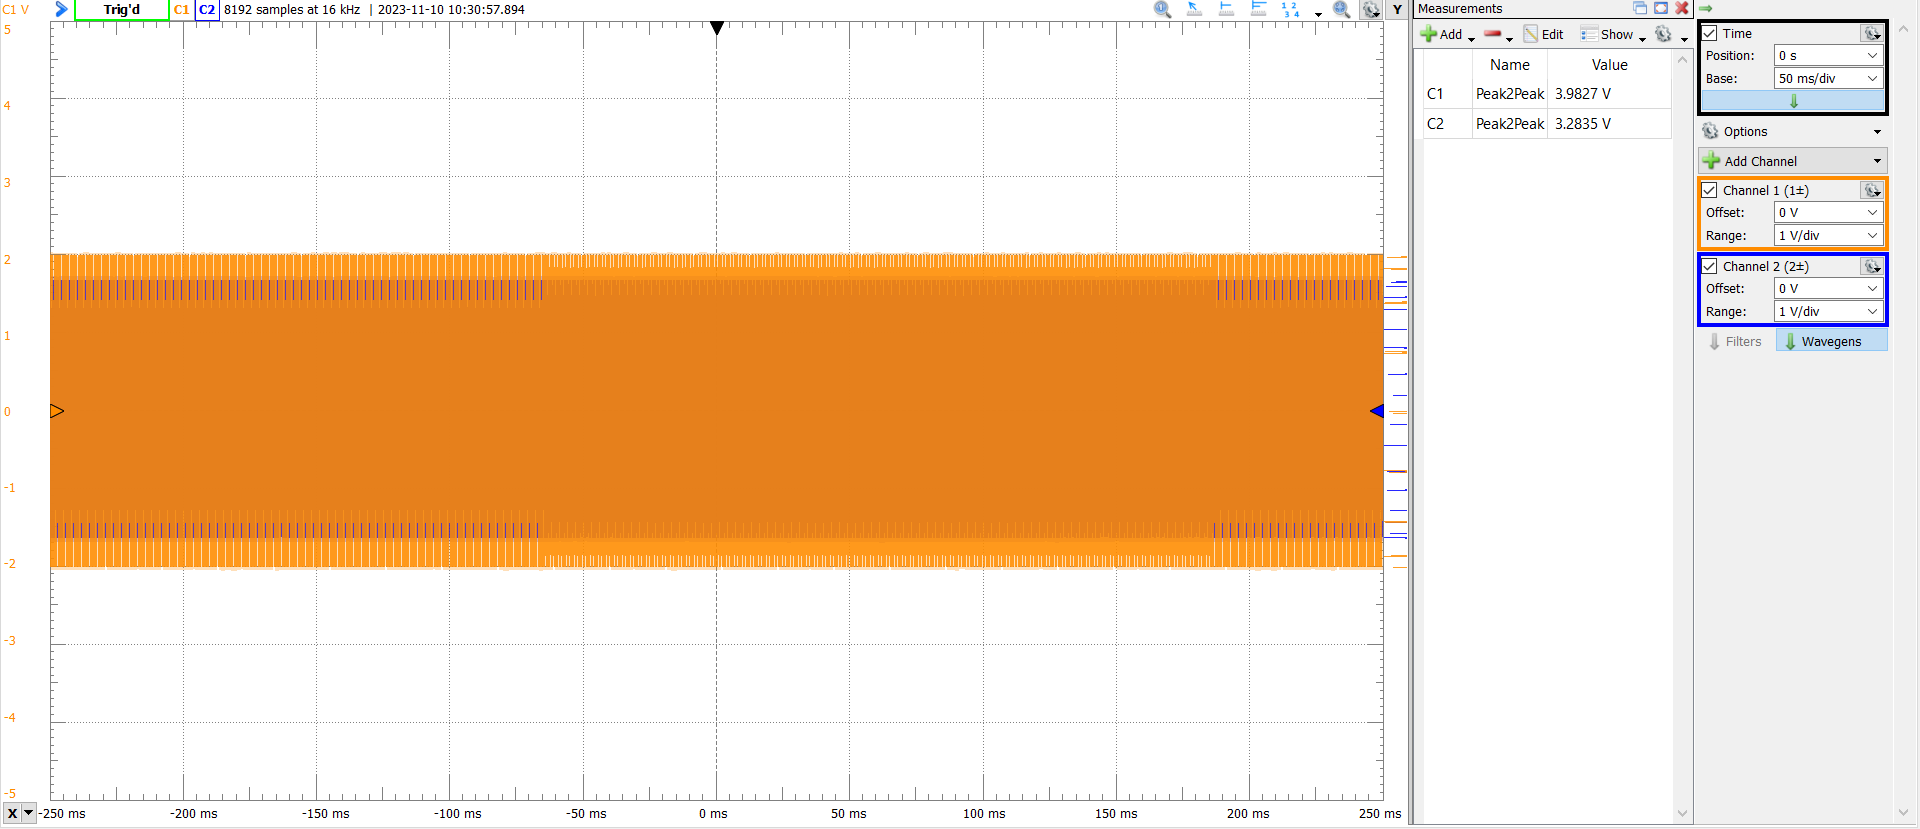 C1 V Trig'd C1 C2 8192 samples at 16 kHz | 2023-11-10 10:30:57.894 1 2 3 4 Y
5
4
3
2
1
0
-1
-2
-3
-4
-5
X -250 ms -200 ms -150 ms -100 ms -50 ms 0 ms 50 ms 100 ms 150 ms 200 ms 250 ms
Measurements
Add Edit Show
Name Value
C1 Peak2Peak 3.9827 V
C2 Peak2Peak 3.2835 V
Time
Position: 0 s
Base: 50 ms/div
Options
Add Channel
Channel 1 (1±)
Offset: 0 V
Range: 1 V/div
Channel 2 (2±)
Offset: 0 V
Range: 1 V/div
Filters Wavegens